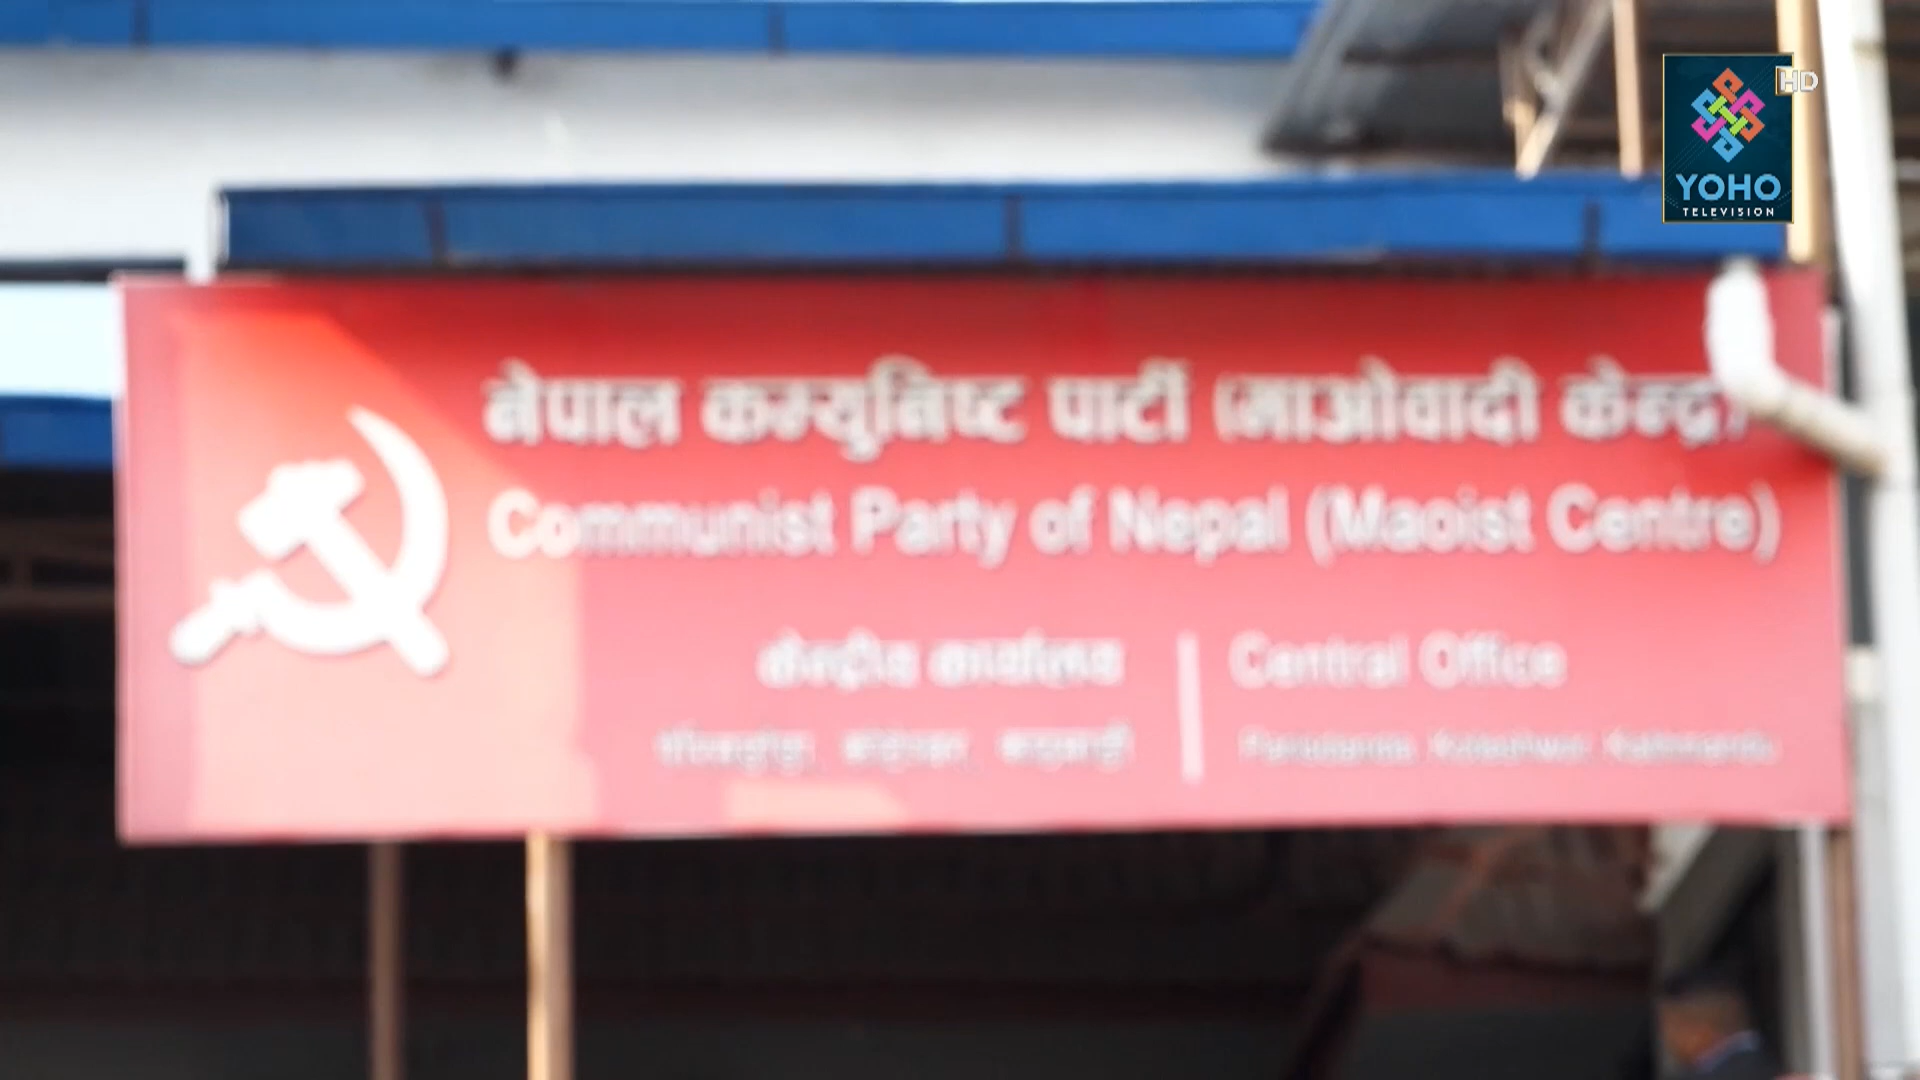 HD
YOHO
TELEVISION
नेपाल कम्युनिष्ट पार्टी (माओवादी केन्द्र)
Communist Party of Nepal (Maoist Centre)
केन्द्रीय कार्यालय
Central Office